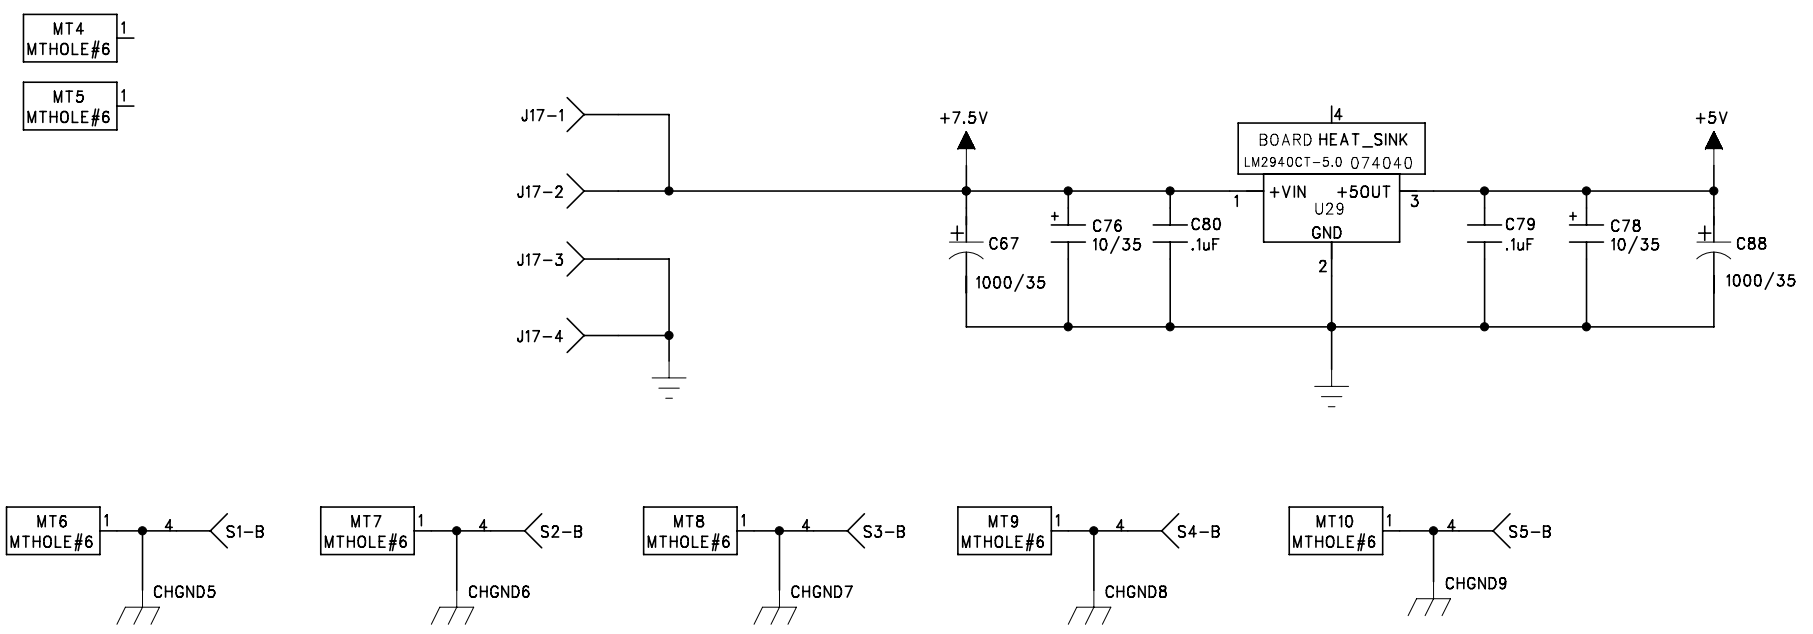 MT4
1
MTHOLE#6
MT5
1
MTHOLE#6
J17-1
J17-2
J17-3
J17-4
+7.5V
+5V
4
BOARD HEAT_SINK
LM2940CT-5.0 074040
1
+VIN +5OUT
3
U29
GND
2
+
C67
1000/35
+
C76
10/35
C80
.1uF
C79
.1uF
+
C78
10/35
+
C88
1000/35
MT6
MTHOLE#6
1
4
S1-B
CHGND5
MT7
MTHOLE#6
1
4
S2-B
CHGND6
MT8
MTHOLE#6
1
4
S3-B
CHGND7
MT9
MTHOLE#6
1
4
S4-B
CHGND8
MT10
MTHOLE#6
1
4
S5-B
CHGND9